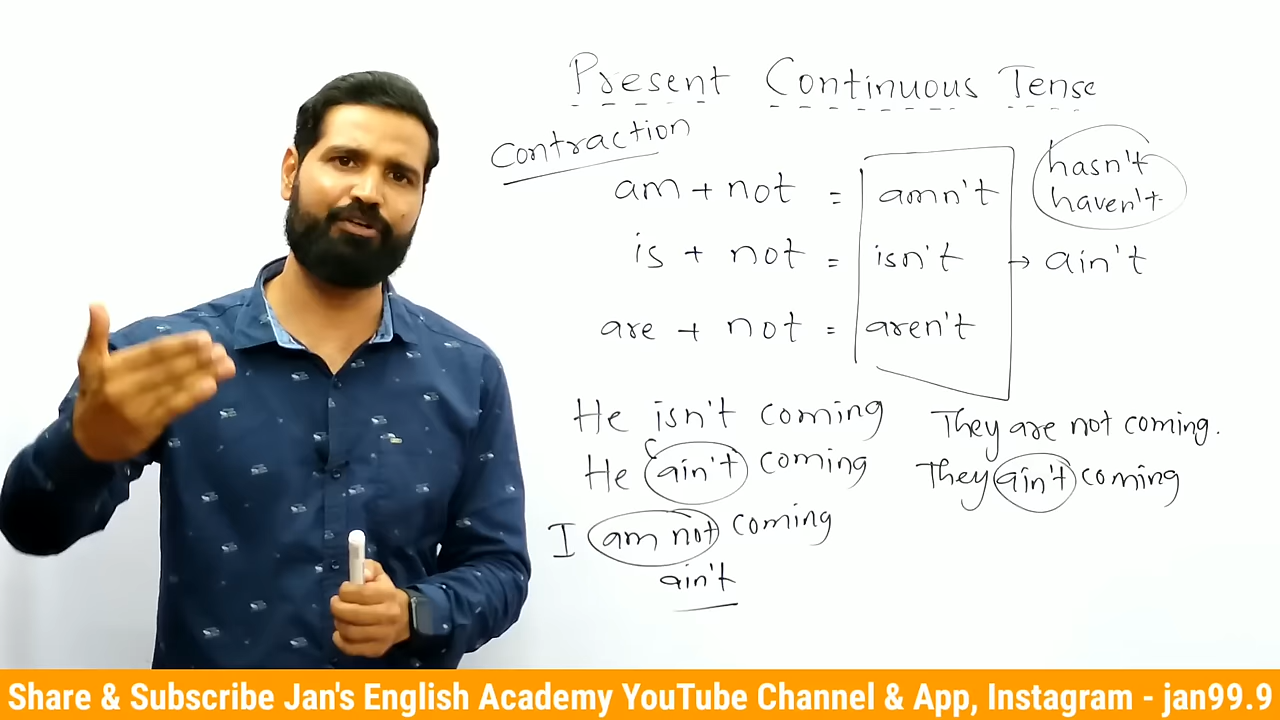 Present Continuous Tense
Contraction
am + not = amn't
is + not = isn't → ain't
are + not = aren't
hasn't
haven't
He isn't coming
He ain't coming
I am not coming
ain't
They are not coming.
They ain't coming
Share & Subscribe Jan's English Academy YouTube Channel & App, Instagram - jan99.9